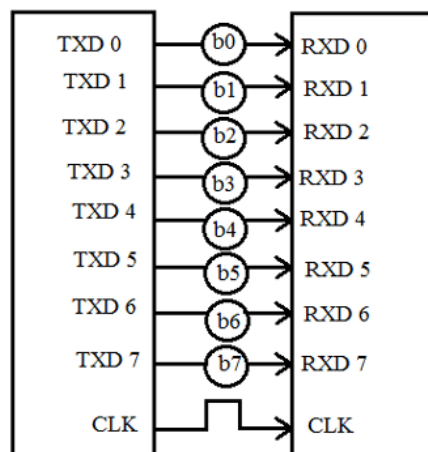 TXD 0 b0 RXD 0
TXD 1 b1 RXD 1
TXD 2 b2 RXD 2
TXD 3 b3 RXD 3
TXD 4 b4 RXD 4
TXD 5 b5 RXD 5
TXD 6 b6 RXD 6
TXD 7 b7 RXD 7
CLK CLK